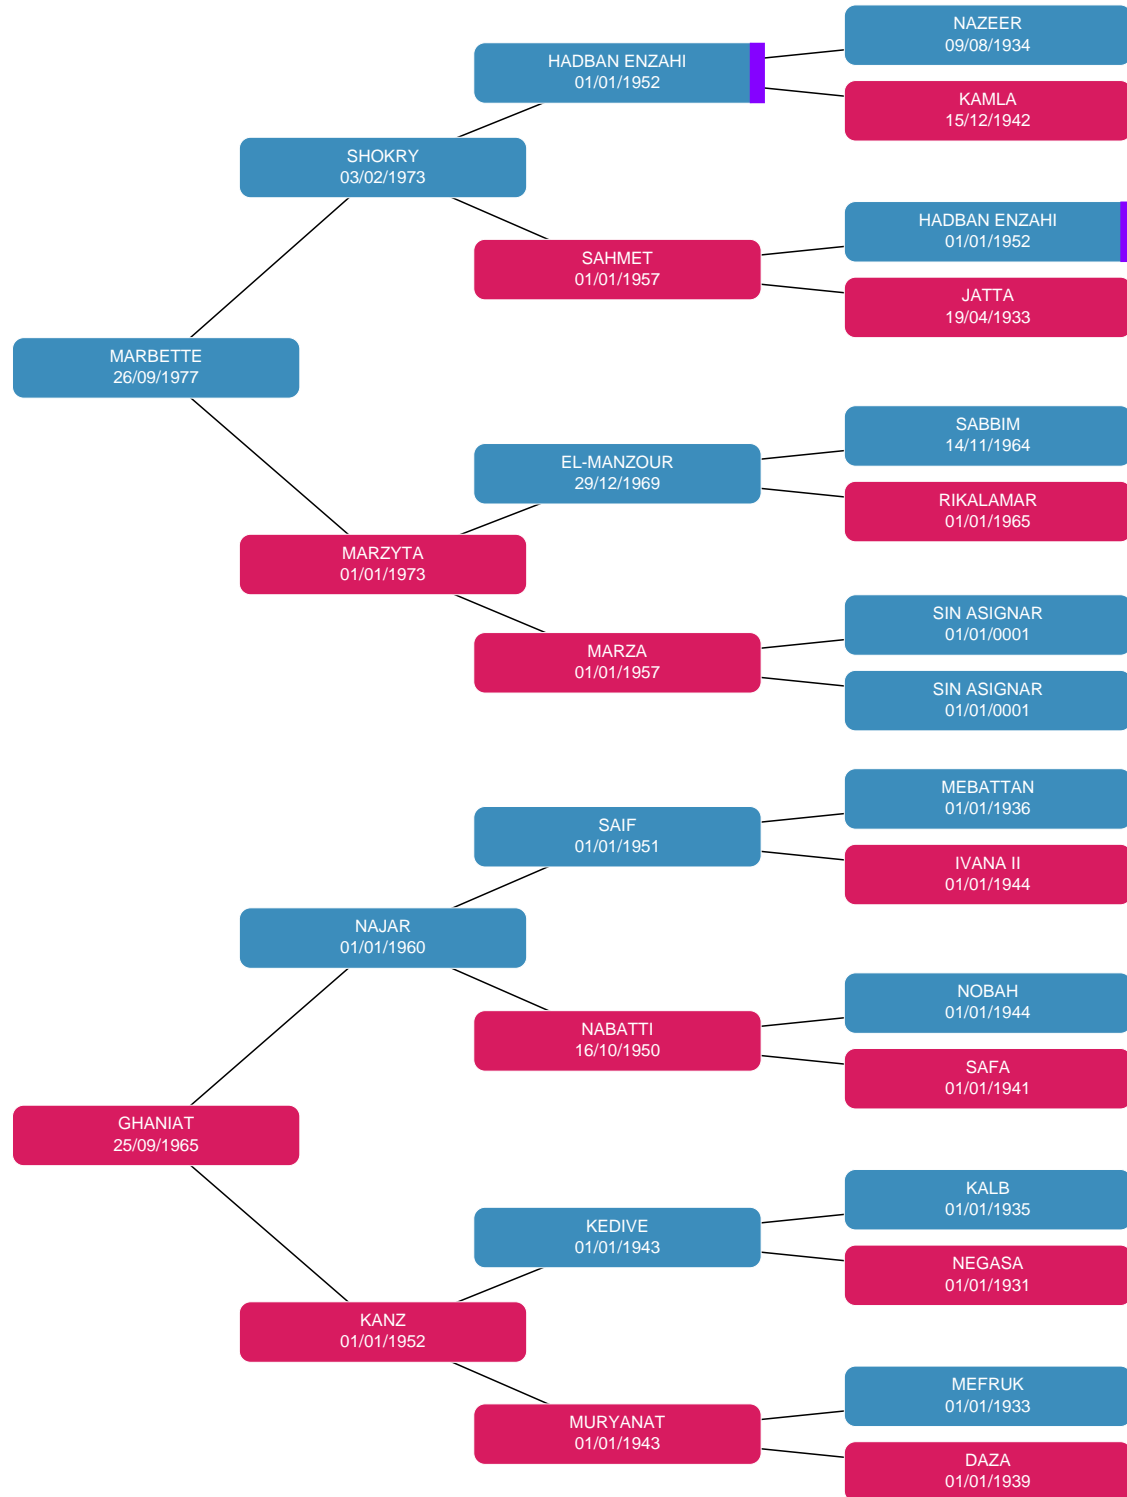 NAZEER
09/08/1934
HADBAN ENZAHI
01/01/1952
KAMLA
15/12/1942
SHOKRY
03/02/1973
HADBAN ENZAHI
01/01/1952
SAHMET
01/01/1957
JATTA
19/04/1933
MARBETTE
26/09/1977
SABBIM
14/11/1964
EL-MANZOUR
29/12/1969
RIKALAMAR
01/01/1965
MARZYTA
01/01/1973
SIN ASIGNAR
01/01/0001
MARZA
01/01/1957
SIN ASIGNAR
01/01/0001
MEBATTAN
01/01/1936
SAIF
01/01/1951
IVANA II
01/01/1944
NAJAR
01/01/1960
NOBAH
01/01/1944
NABATTI
16/10/1950
SAFA
01/01/1941
GHANIAT
25/09/1965
KALB
01/01/1935
KEDIVE
01/01/1943
NEGASA
01/01/1931
KANZ
01/01/1952
MEFRUK
01/01/1933
MURYANAT
01/01/1943
DAZA
01/01/1939